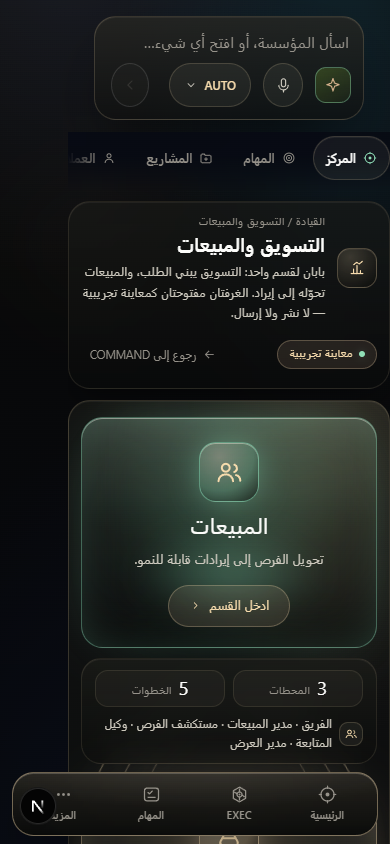 اسأل المؤسسة، أو افتح أي شيء...
AUTO
المركز
المهام
المشاريع
القيادة / التسويق والمبيعات
التسويق والمبيعات
بابان لقسم واحد: التسويق يبني الطلب، والمبيعات
تحوّله إلى إيراد. الغرفتان مفتوحتان كمعاينة تجريبية
— لا نشر ولا إرسال.
معاينة تجريبية
رجوع إلى COMMAND
المبيعات
تحويل الفرص إلى إيرادات قابلة للنمو.
ادخل القسم
3 المحطات
5 الخطوات
الفريق · مدير المبيعات · مستكشف الفرص · وكيل
المتابعة · مدير العرض
الرئيسية
EXEC
المهام
N